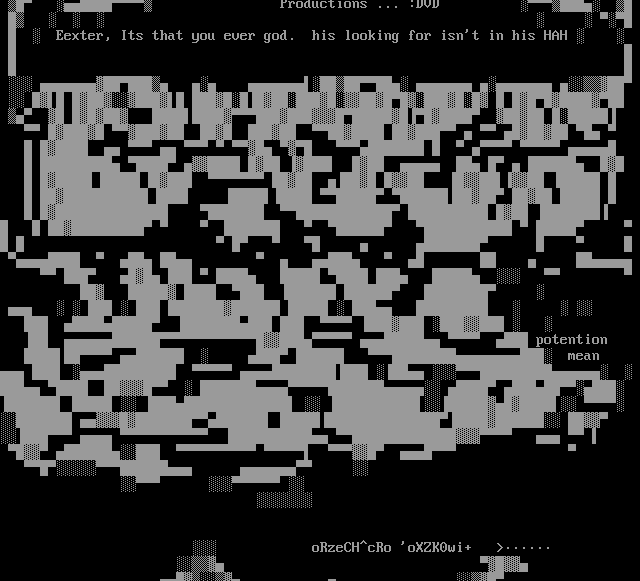 Productions ... :DVD
Eexter, Its that you ever god.  his looking for isn't in his HAH
potention
mean
oRzeCH^cRo 'oXZK0wi+   >······